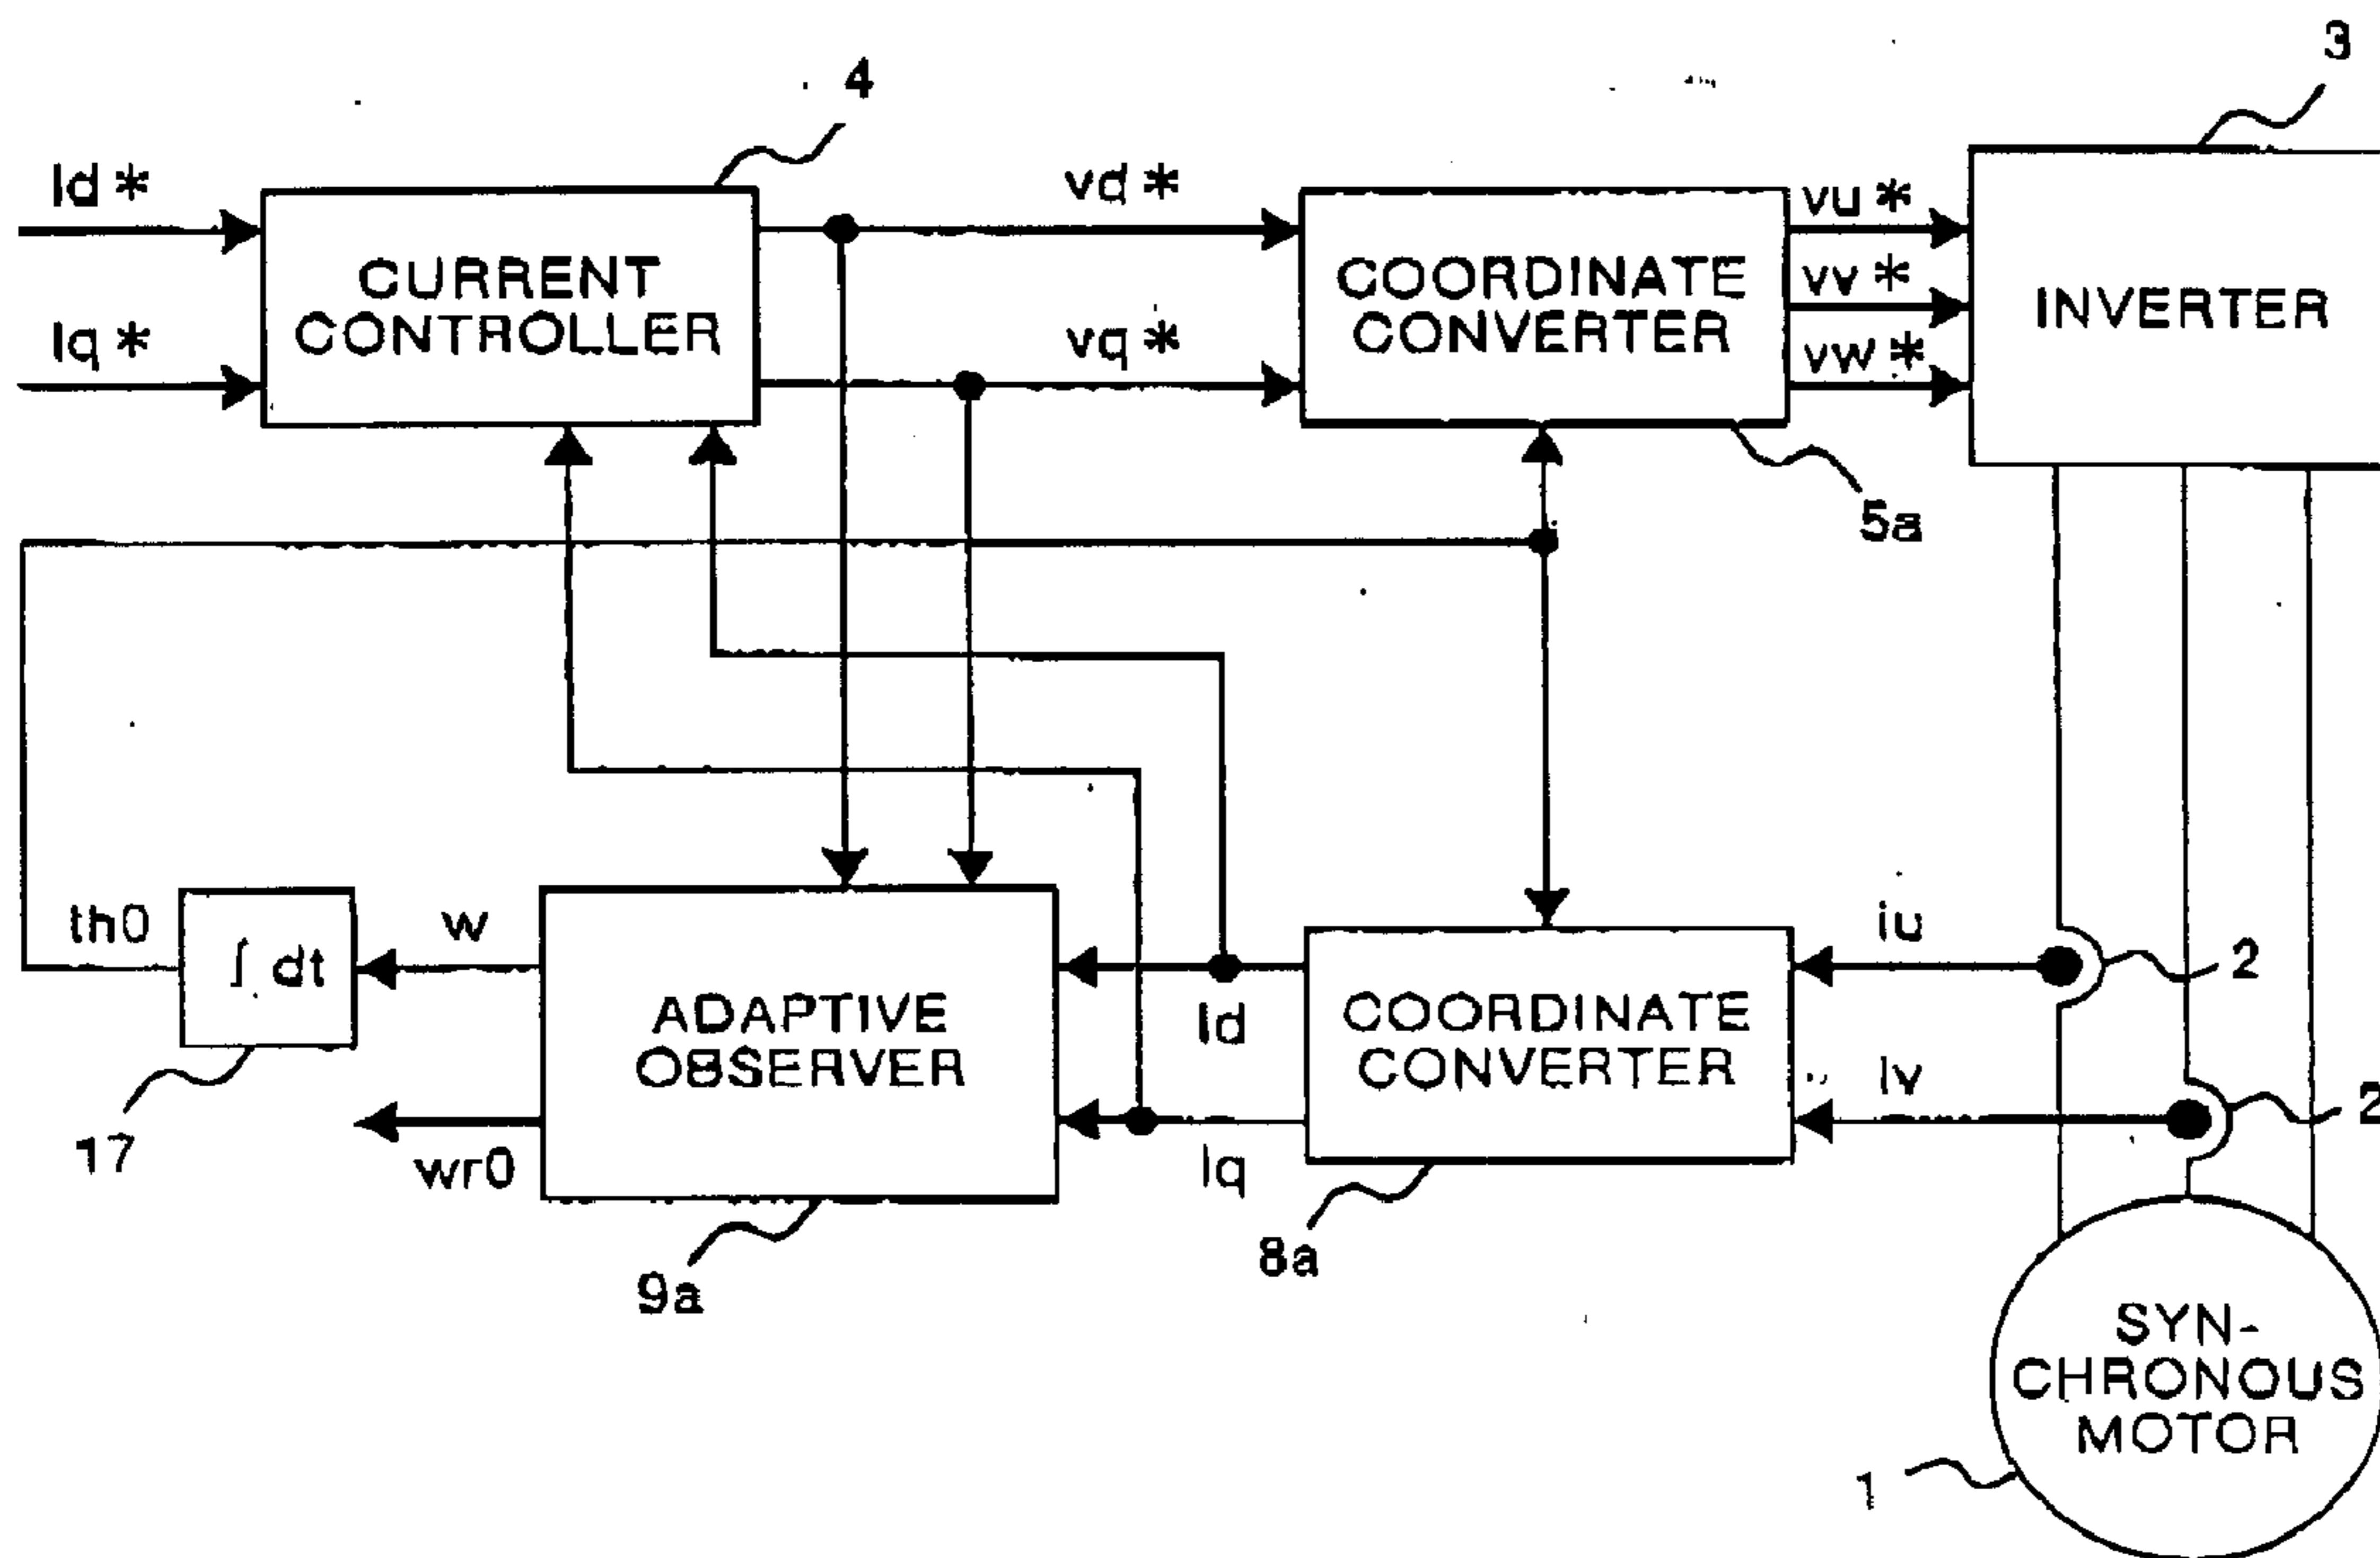 3
4
Id *
vd *
vu *
CURRENT
CONTROLLER
COORDINATE
CONVERTER
vv *
INVERTER
Iq *
vq *
vw *
5a
th0
w
∫ dt
iu
2
ADAPTIVE
OBSERVER
Id
COORDINATE
CONVERTER
iv
2
17
wr0
Iq
8a
9a
SYN-
CHRONOUS
MOTOR
1